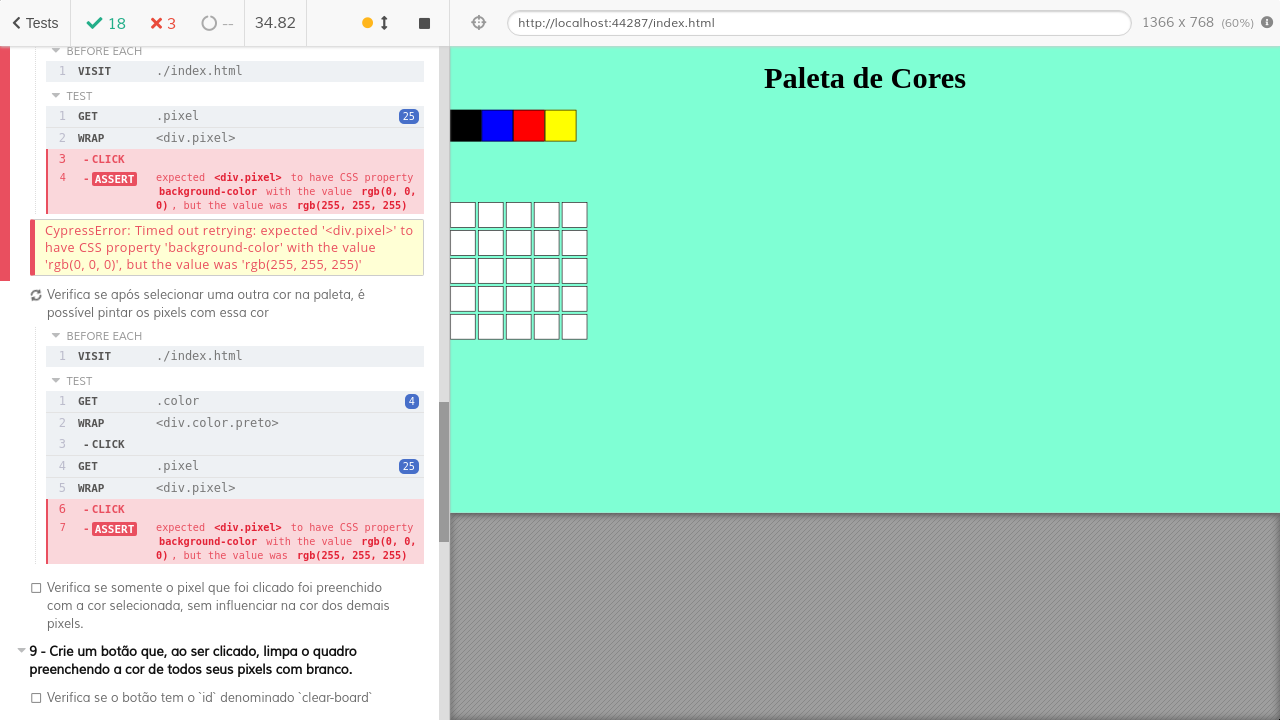 Tests
18
3
--
34.82
http://localhost:44287/index.html
1366 x 768 (60%)
BEFORE EACH
1 VISIT ./index.html
TEST
1 GET .pixel 25
2 WRAP <div.pixel>
3 - CLICK
4 - ASSERT expected <div.pixel> to have CSS property
background-color with the value rgb(0, 0,
0) , but the value was rgb(255, 255, 255)
CypressError: Timed out retrying: expected '<div.pixel>' to
have CSS property 'background-color' with the value
'rgb(0, 0, 0)', but the value was 'rgb(255, 255, 255)'
Verifica se após selecionar uma outra cor na paleta, é
possível pintar os pixels com essa cor
BEFORE EACH
1 VISIT ./index.html
TEST
1 GET .color 4
2 WRAP <div.color.preto>
3 - CLICK
4 GET .pixel 25
5 WRAP <div.pixel>
6 - CLICK
7 - ASSERT expected <div.pixel> to have CSS property
background-color with the value rgb(0, 0,
0) , but the value was rgb(255, 255, 255)
Verifica se somente o pixel que foi clicado foi preenchido
com a cor selecionada, sem influenciar na cor dos demais
pixels.
9 - Crie um botão que, ao ser clicado, limpa o quadro
preenchendo a cor de todos seus pixels com branco.
Verifica se o botão tem o `id` denominado `clear-board`
Paleta de Cores